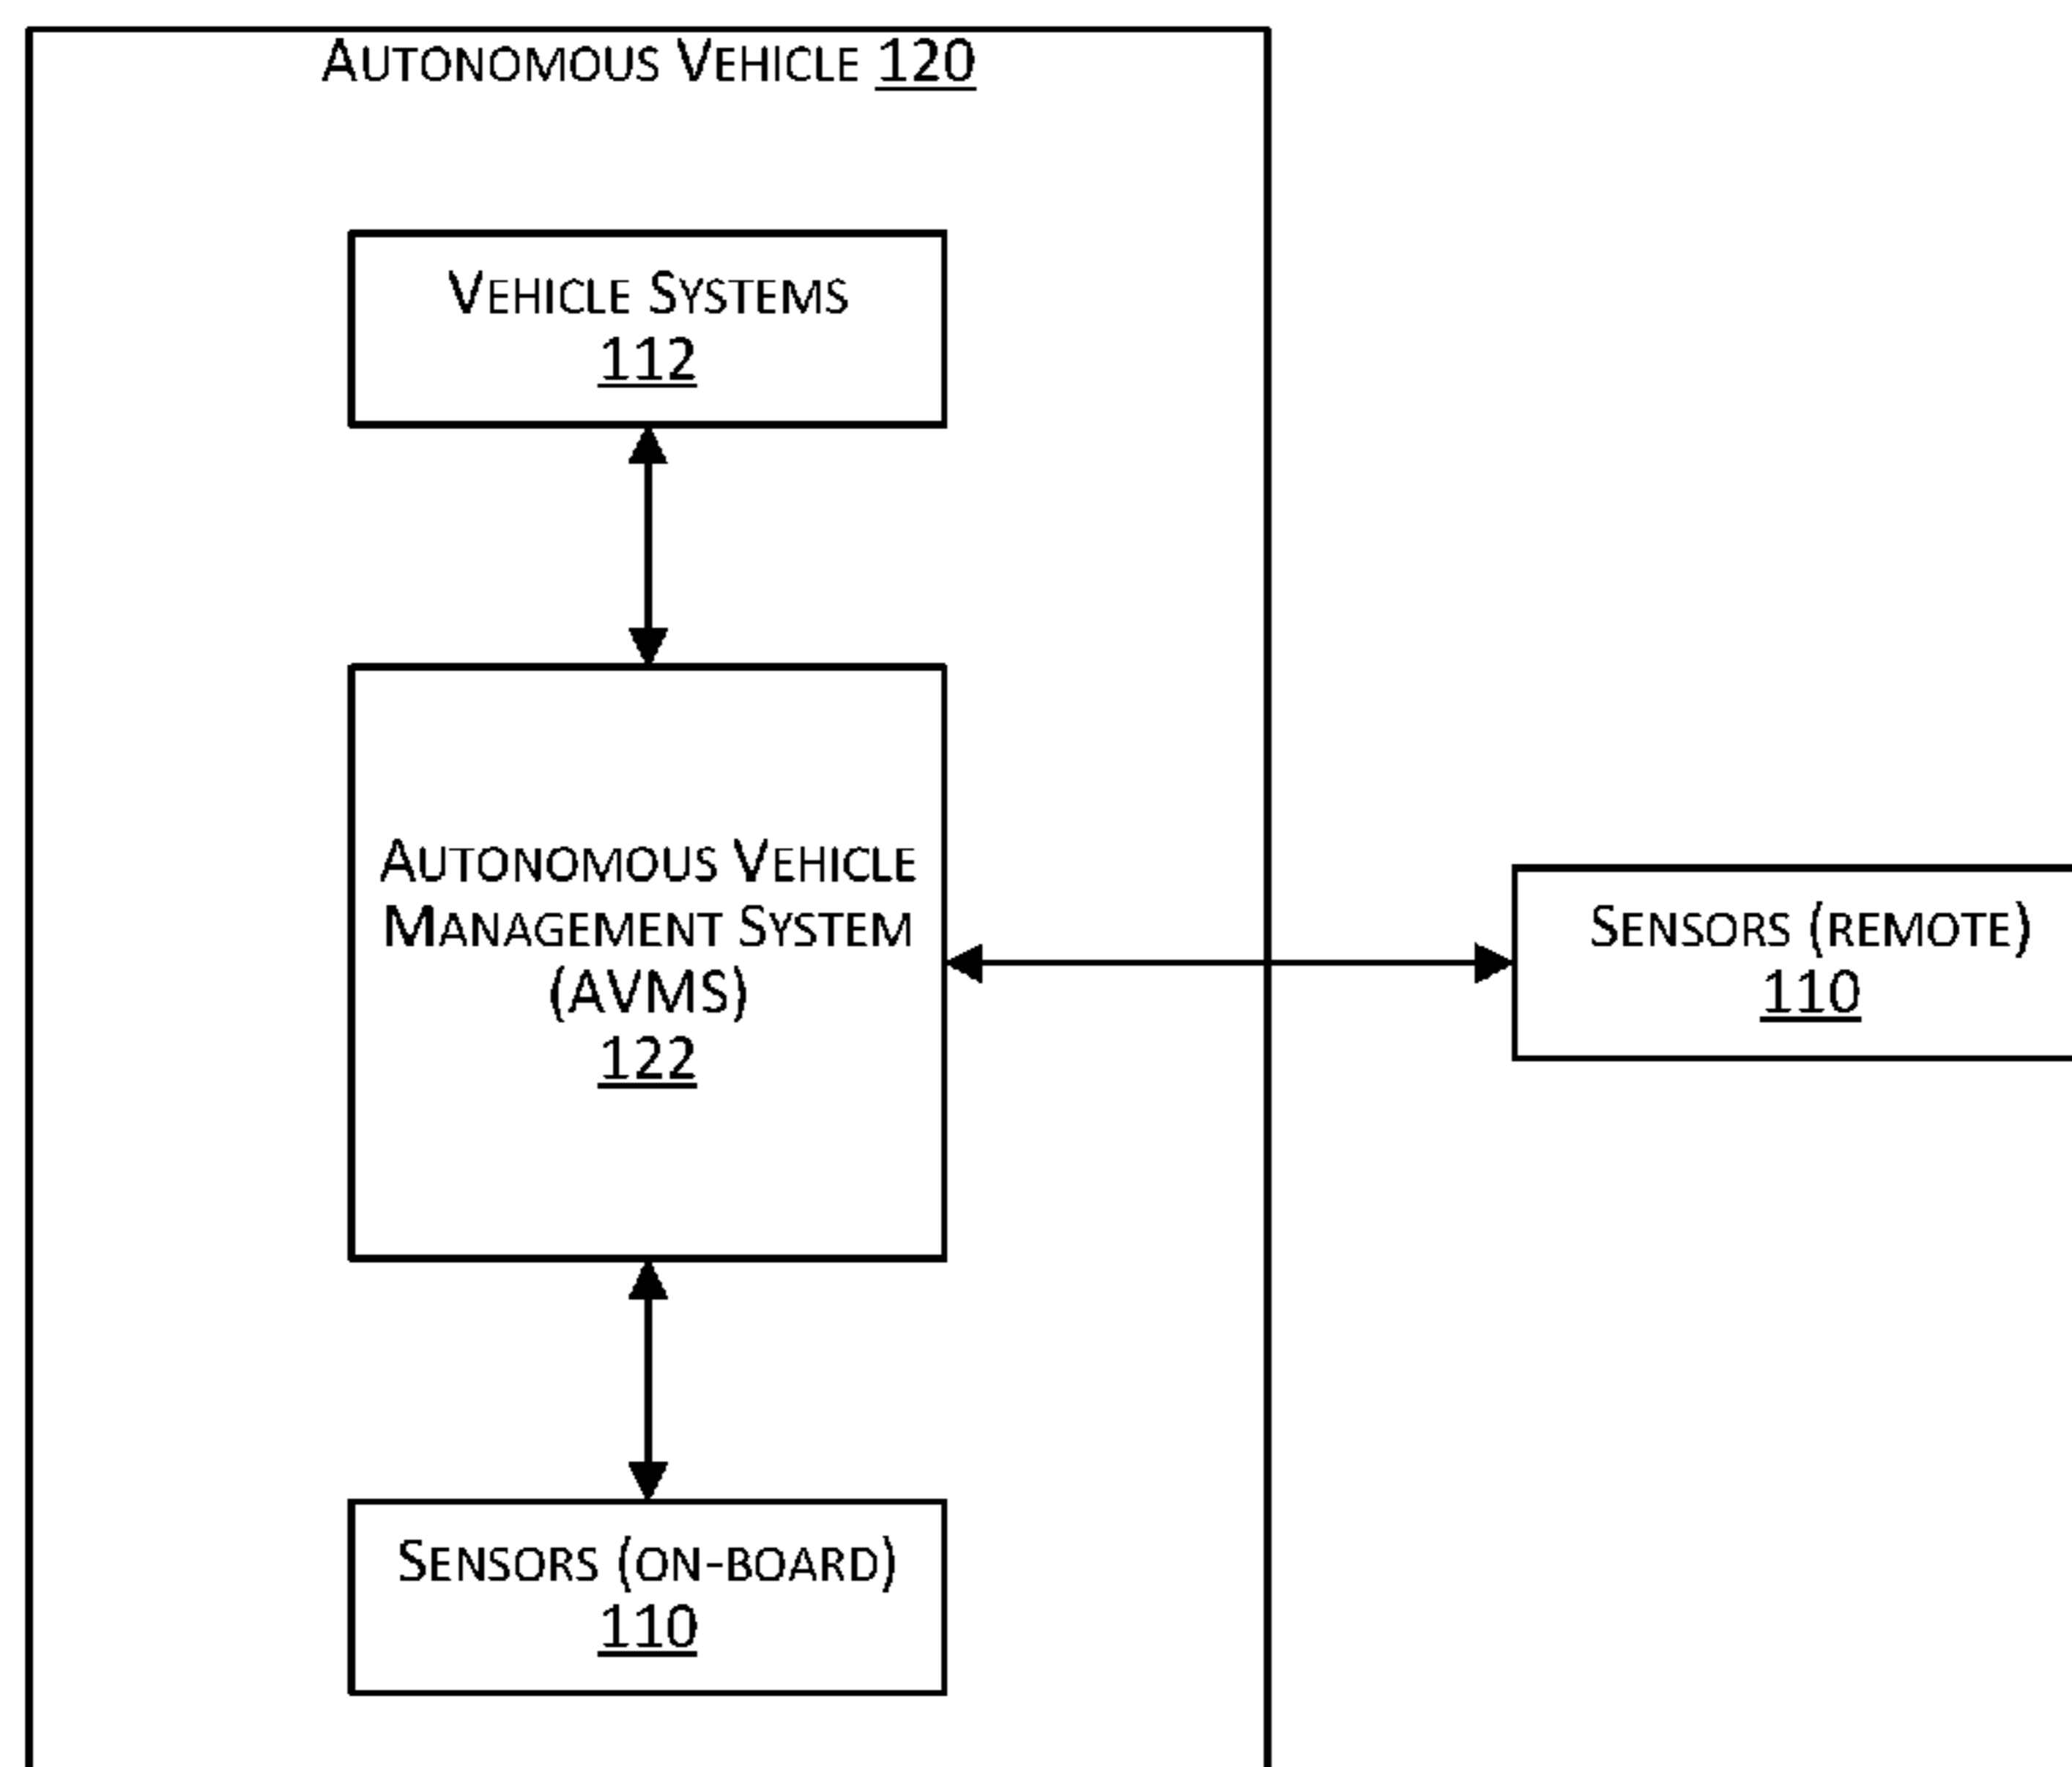 Autonomous Vehicle 120
Vehicle Systems
112
Autonomous Vehicle
Management System
(AVMS)
122
Sensors (remote)
110
Sensors (on-board)
110